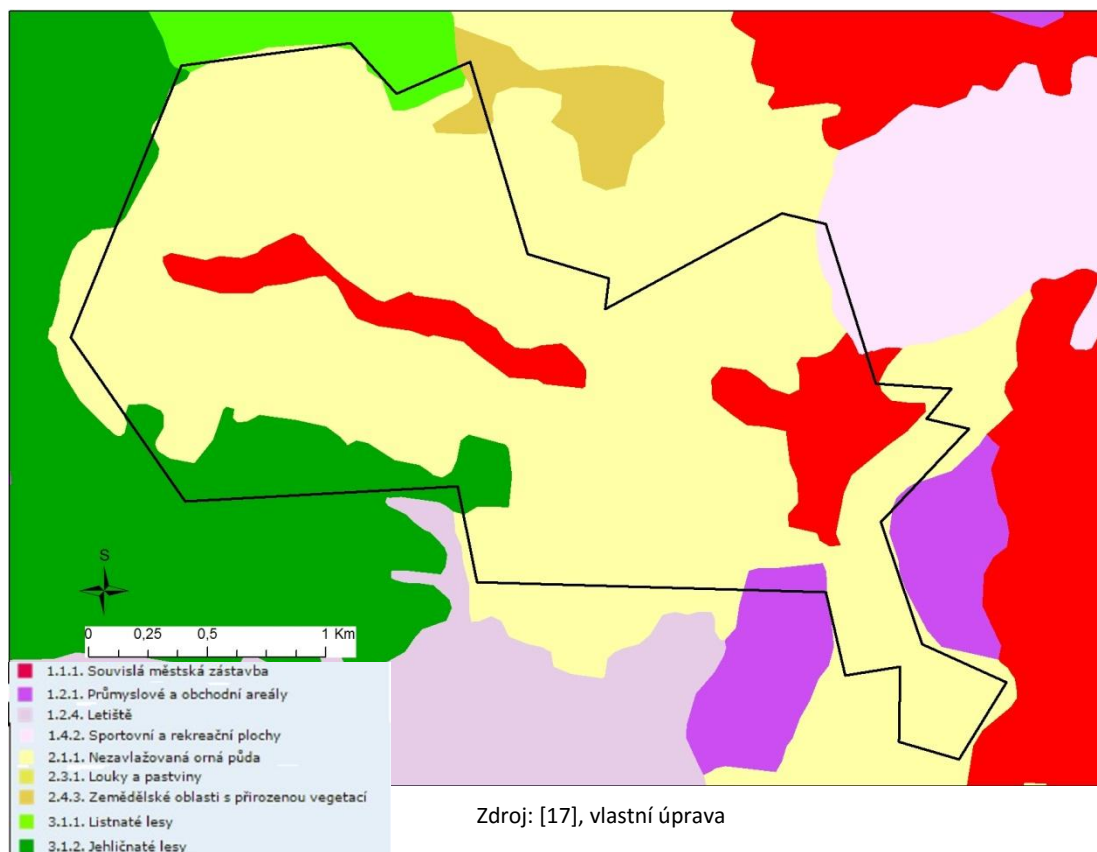 S
0 0,25 0,5 1 Km
1.1.1. Souvislá městská zástavba
1.2.1. Průmyslové a obchodní areály
1.2.4. Letiště
1.4.2. Sportovní a rekreační plochy
2.1.1. Nezavlažovaná orná půda
2.3.1. Louky a pastviny
2.4.3. Zemědělské oblasti s přirozenou vegetací
3.1.1. Listnaté lesy
3.1.2. Jehličnaté lesy
Zdroj: [17], vlastní úprava